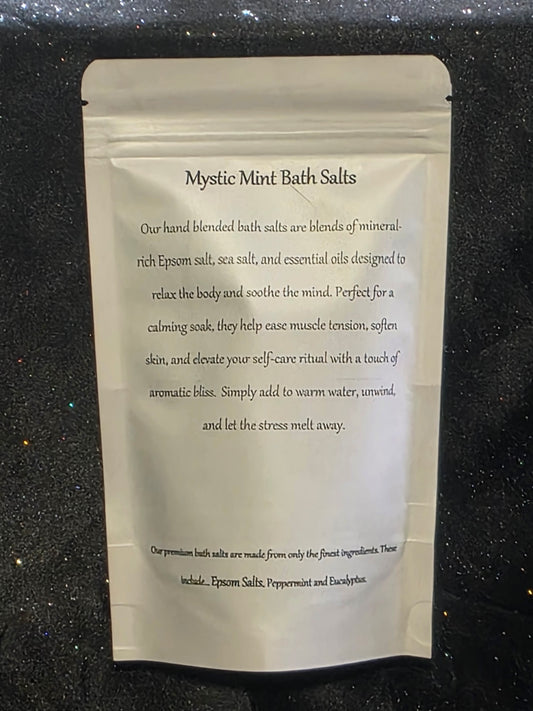 Mystic Mint Bath Salts
Our hand blended bath salts are blends of mineral-
rich Epsom salt, sea salt, and essential oils designed to
relax the body and soothe the mind. Perfect for a
calming soak, they help ease muscle tension, soften
skin, and elevate your self-care ritual with a touch of
aromatic bliss. Simply add to warm water, unwind,
and let the stress melt away.
Our premium bath salts are made from only the finest ingredients. These
include... Epsom Salts, Peppermint and Eucalyptus.